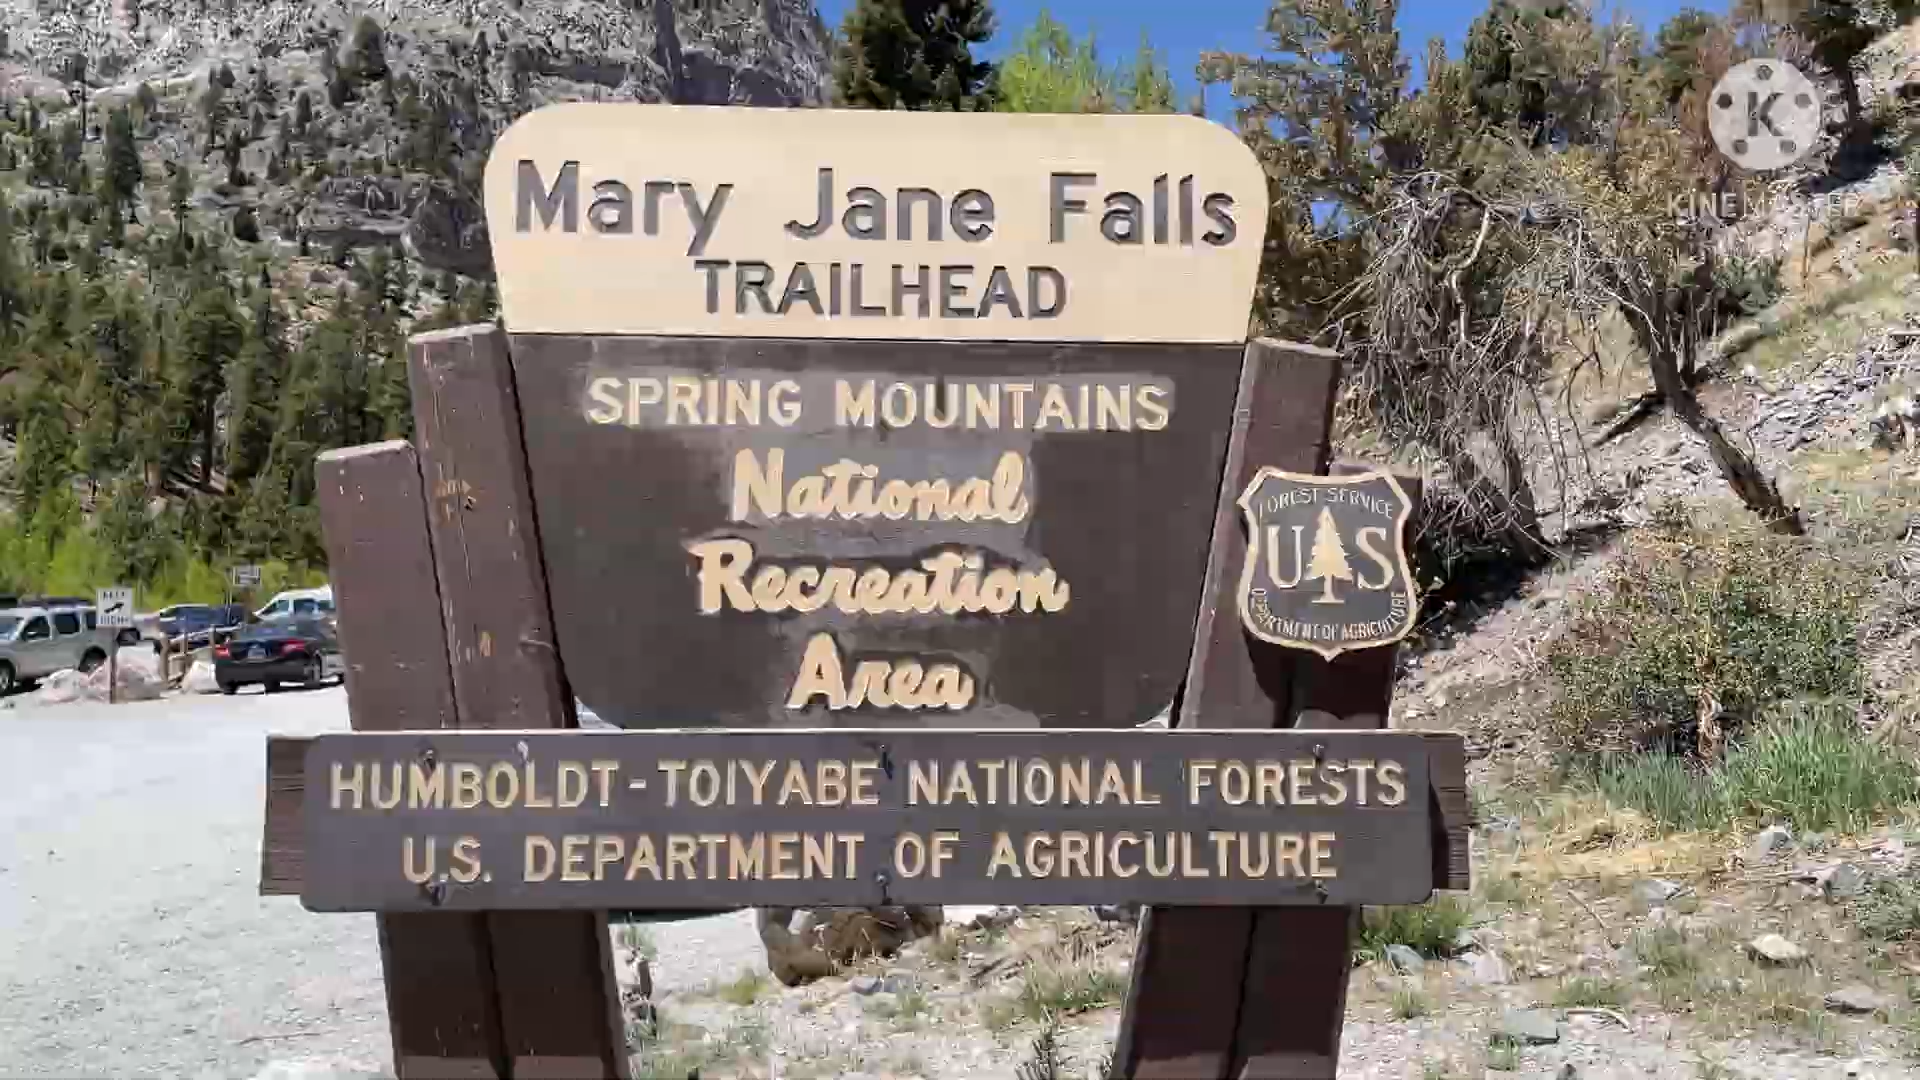 Mary Jane Falls
TRAILHEAD
SPRING MOUNTAINS
National
Recreation
Area
FOREST SERVICE
U S
DEPARTMENT OF AGRICULTURE
HUMBOLDT-TOIYABE NATIONAL FORESTS
U.S. DEPARTMENT OF AGRICULTURE
K
KINEMASTER